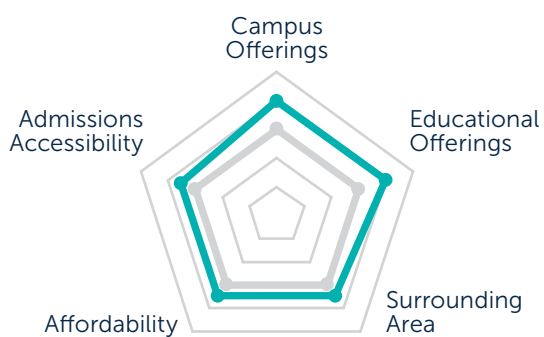 Campus
Offerings
Admissions
Accessibility
Educational
Offerings
Affordability
Surrounding
Area